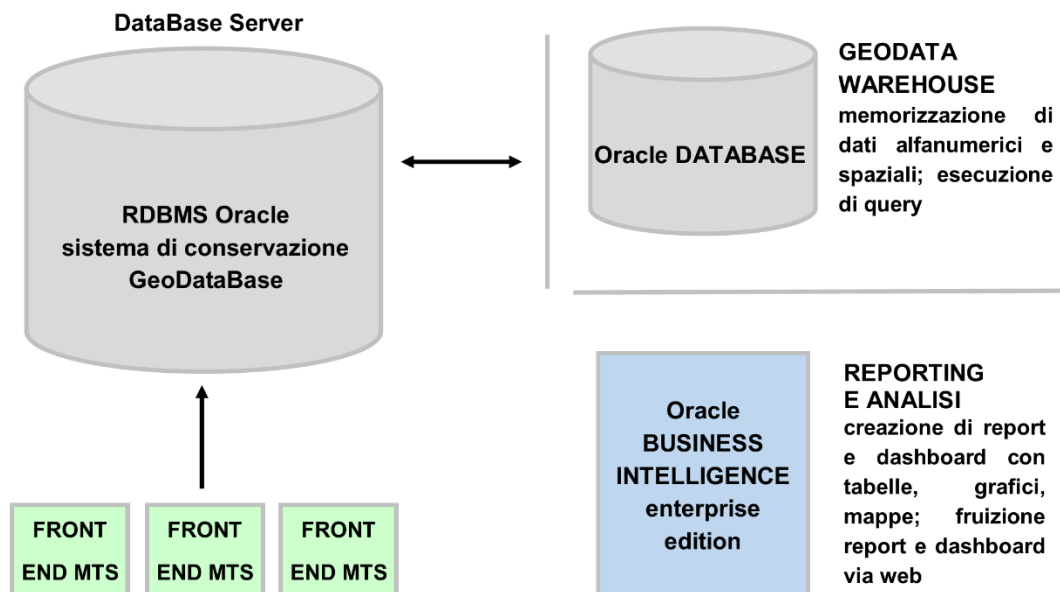 DataBase Server
RDBMS Oracle
sistema di conservazione
GeoDataBase
FRONT
END MTS
FRONT
END MTS
FRONT
END MTS
Oracle DATABASE
GEODATA
WAREHOUSE
memorizzazione di
dati alfanumerici e
spaziali; esecuzione
di query
Oracle
BUSINESS
INTELLIGENCE
enterprise
edition
REPORTING
E ANALISI
creazione di report
e dashboard con
tabelle, grafici,
mappe; fruizione
report e dashboard
via web